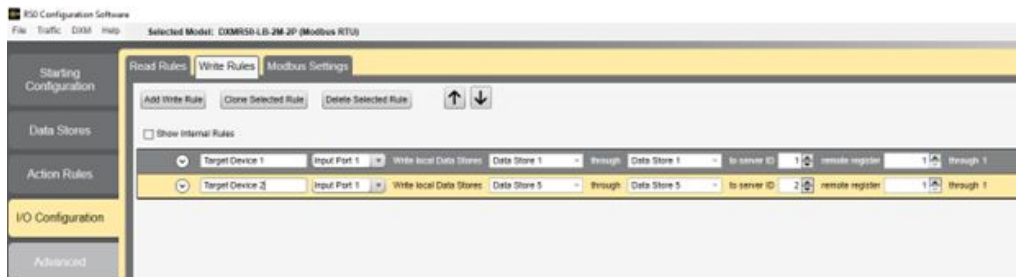 R50 Configuration Software
File Traffic DXM Help Selected Model: DXMR50-LB-2M-2P (Modbus RTU)
Starting Configuration
Data Stores
Action Rules
I/O Configuration
Advanced
Read Rules Write Rules Modbus Settings
Add Write Rule Clone Selected Rule Delete Selected Rule
Show Internal Rules
Target Device 1 Input Port 1 Write local Data Stores Data Store 1 through Data Store 1 to server ID 1 remote register 1 through 1
Target Device 2 Input Port 1 Write local Data Stores Data Store 5 through Data Store 5 to server ID 2 remote register 1 through 1